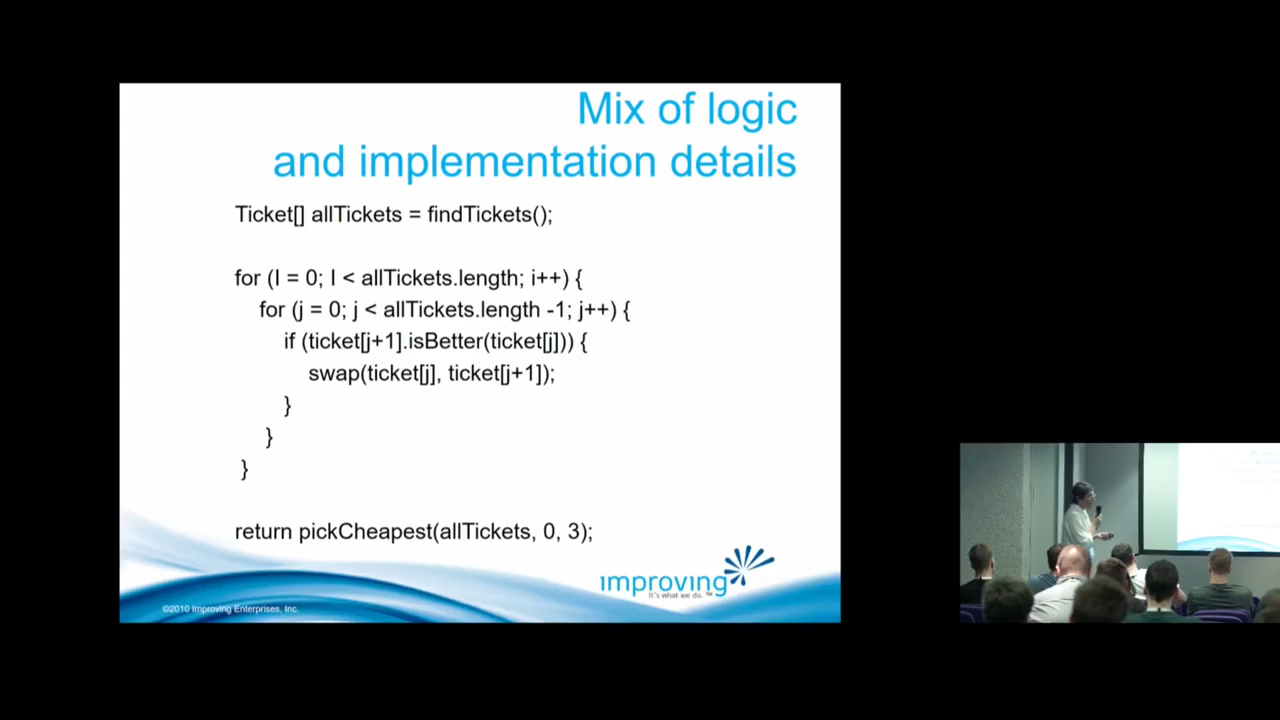 Mix of logic
and implementation details
Ticket[] allTickets = findTickets();
for (I = 0; I < allTickets.length; i++) {
for (j = 0; j < allTickets.length -1; j++) {
if (ticket[j+1].isBetter(ticket[j])) {
swap(ticket[j], ticket[j+1]);
}
}
}
return pickCheapest(allTickets, 0, 3);
improving
It's what we do. ™
©2010 Improving Enterprises, Inc.